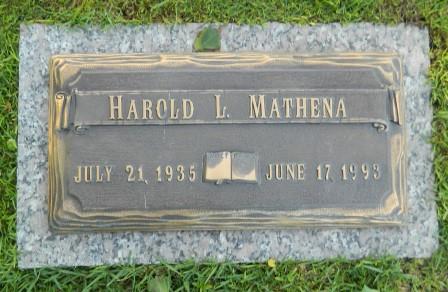 HAROLD L. MATHENA
JULY 21, 1935 JUNE 17, 1993